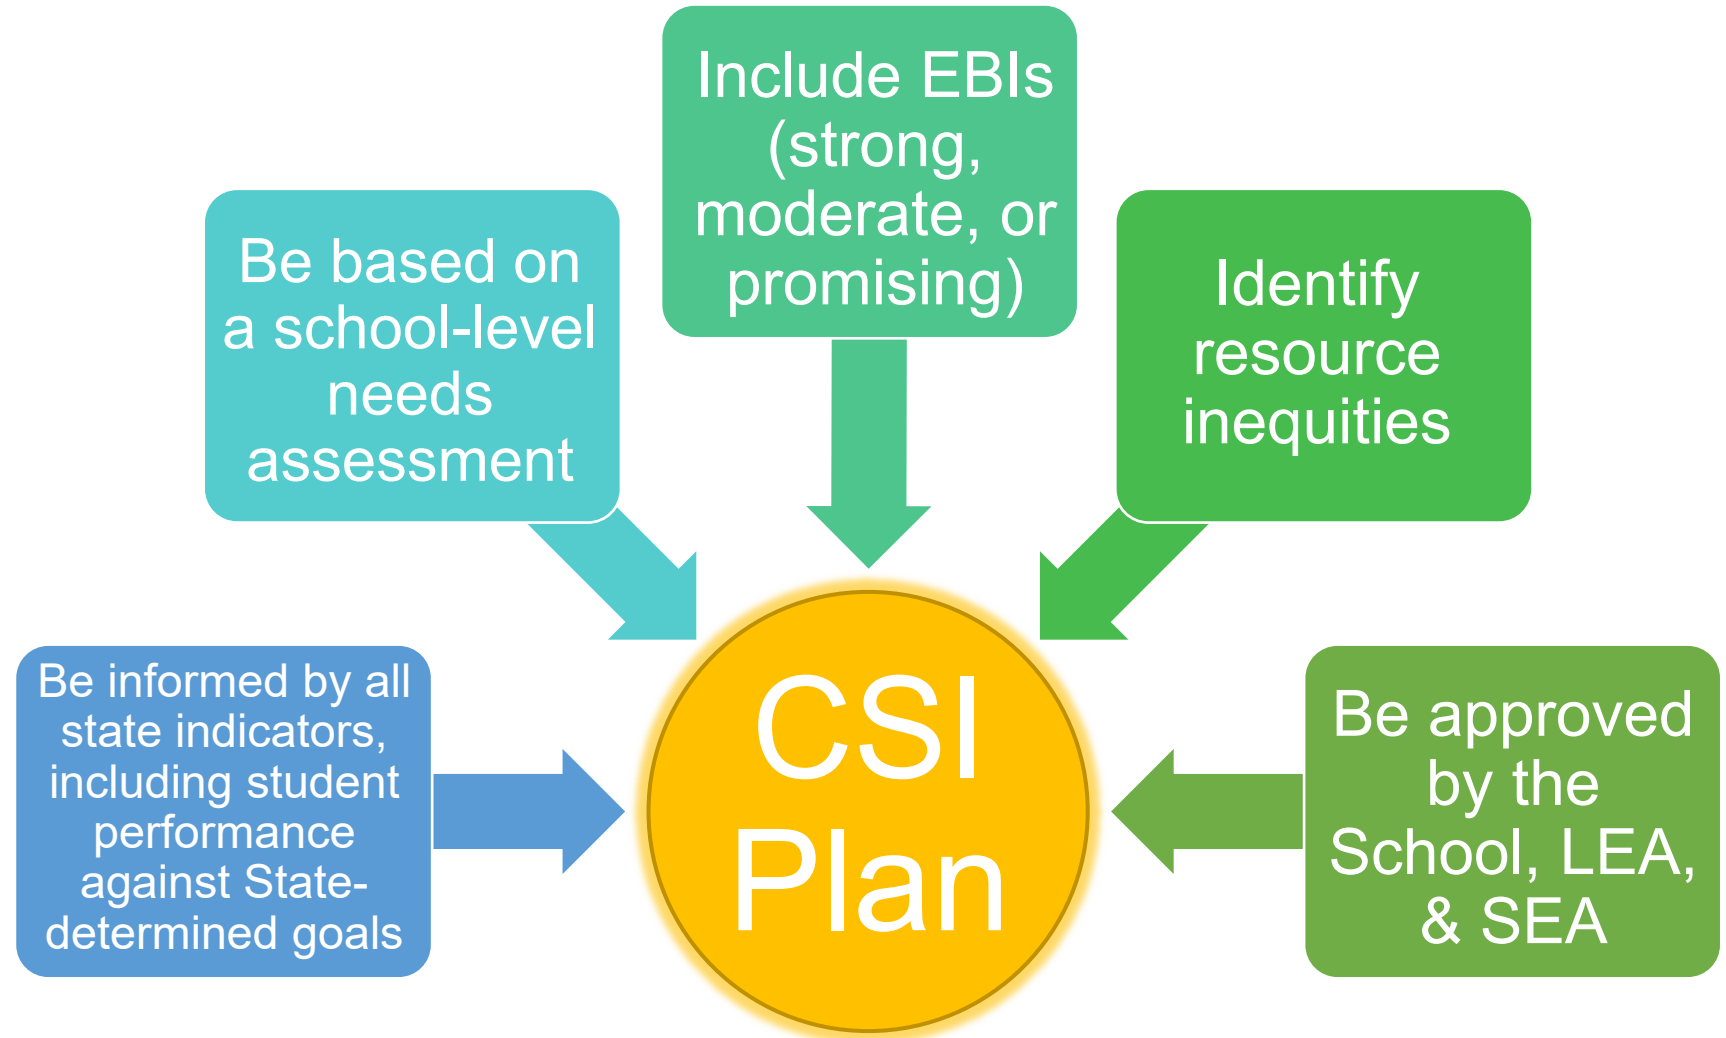 Be informed by all
state indicators,
including student
performance
against State-
determined goals
Be based on
a school-level
needs
assessment
Include EBIs
(strong,
moderate, or
promising)
Identify
resource
inequities
Be approved
by the
School, LEA,
& SEA
CSI
Plan